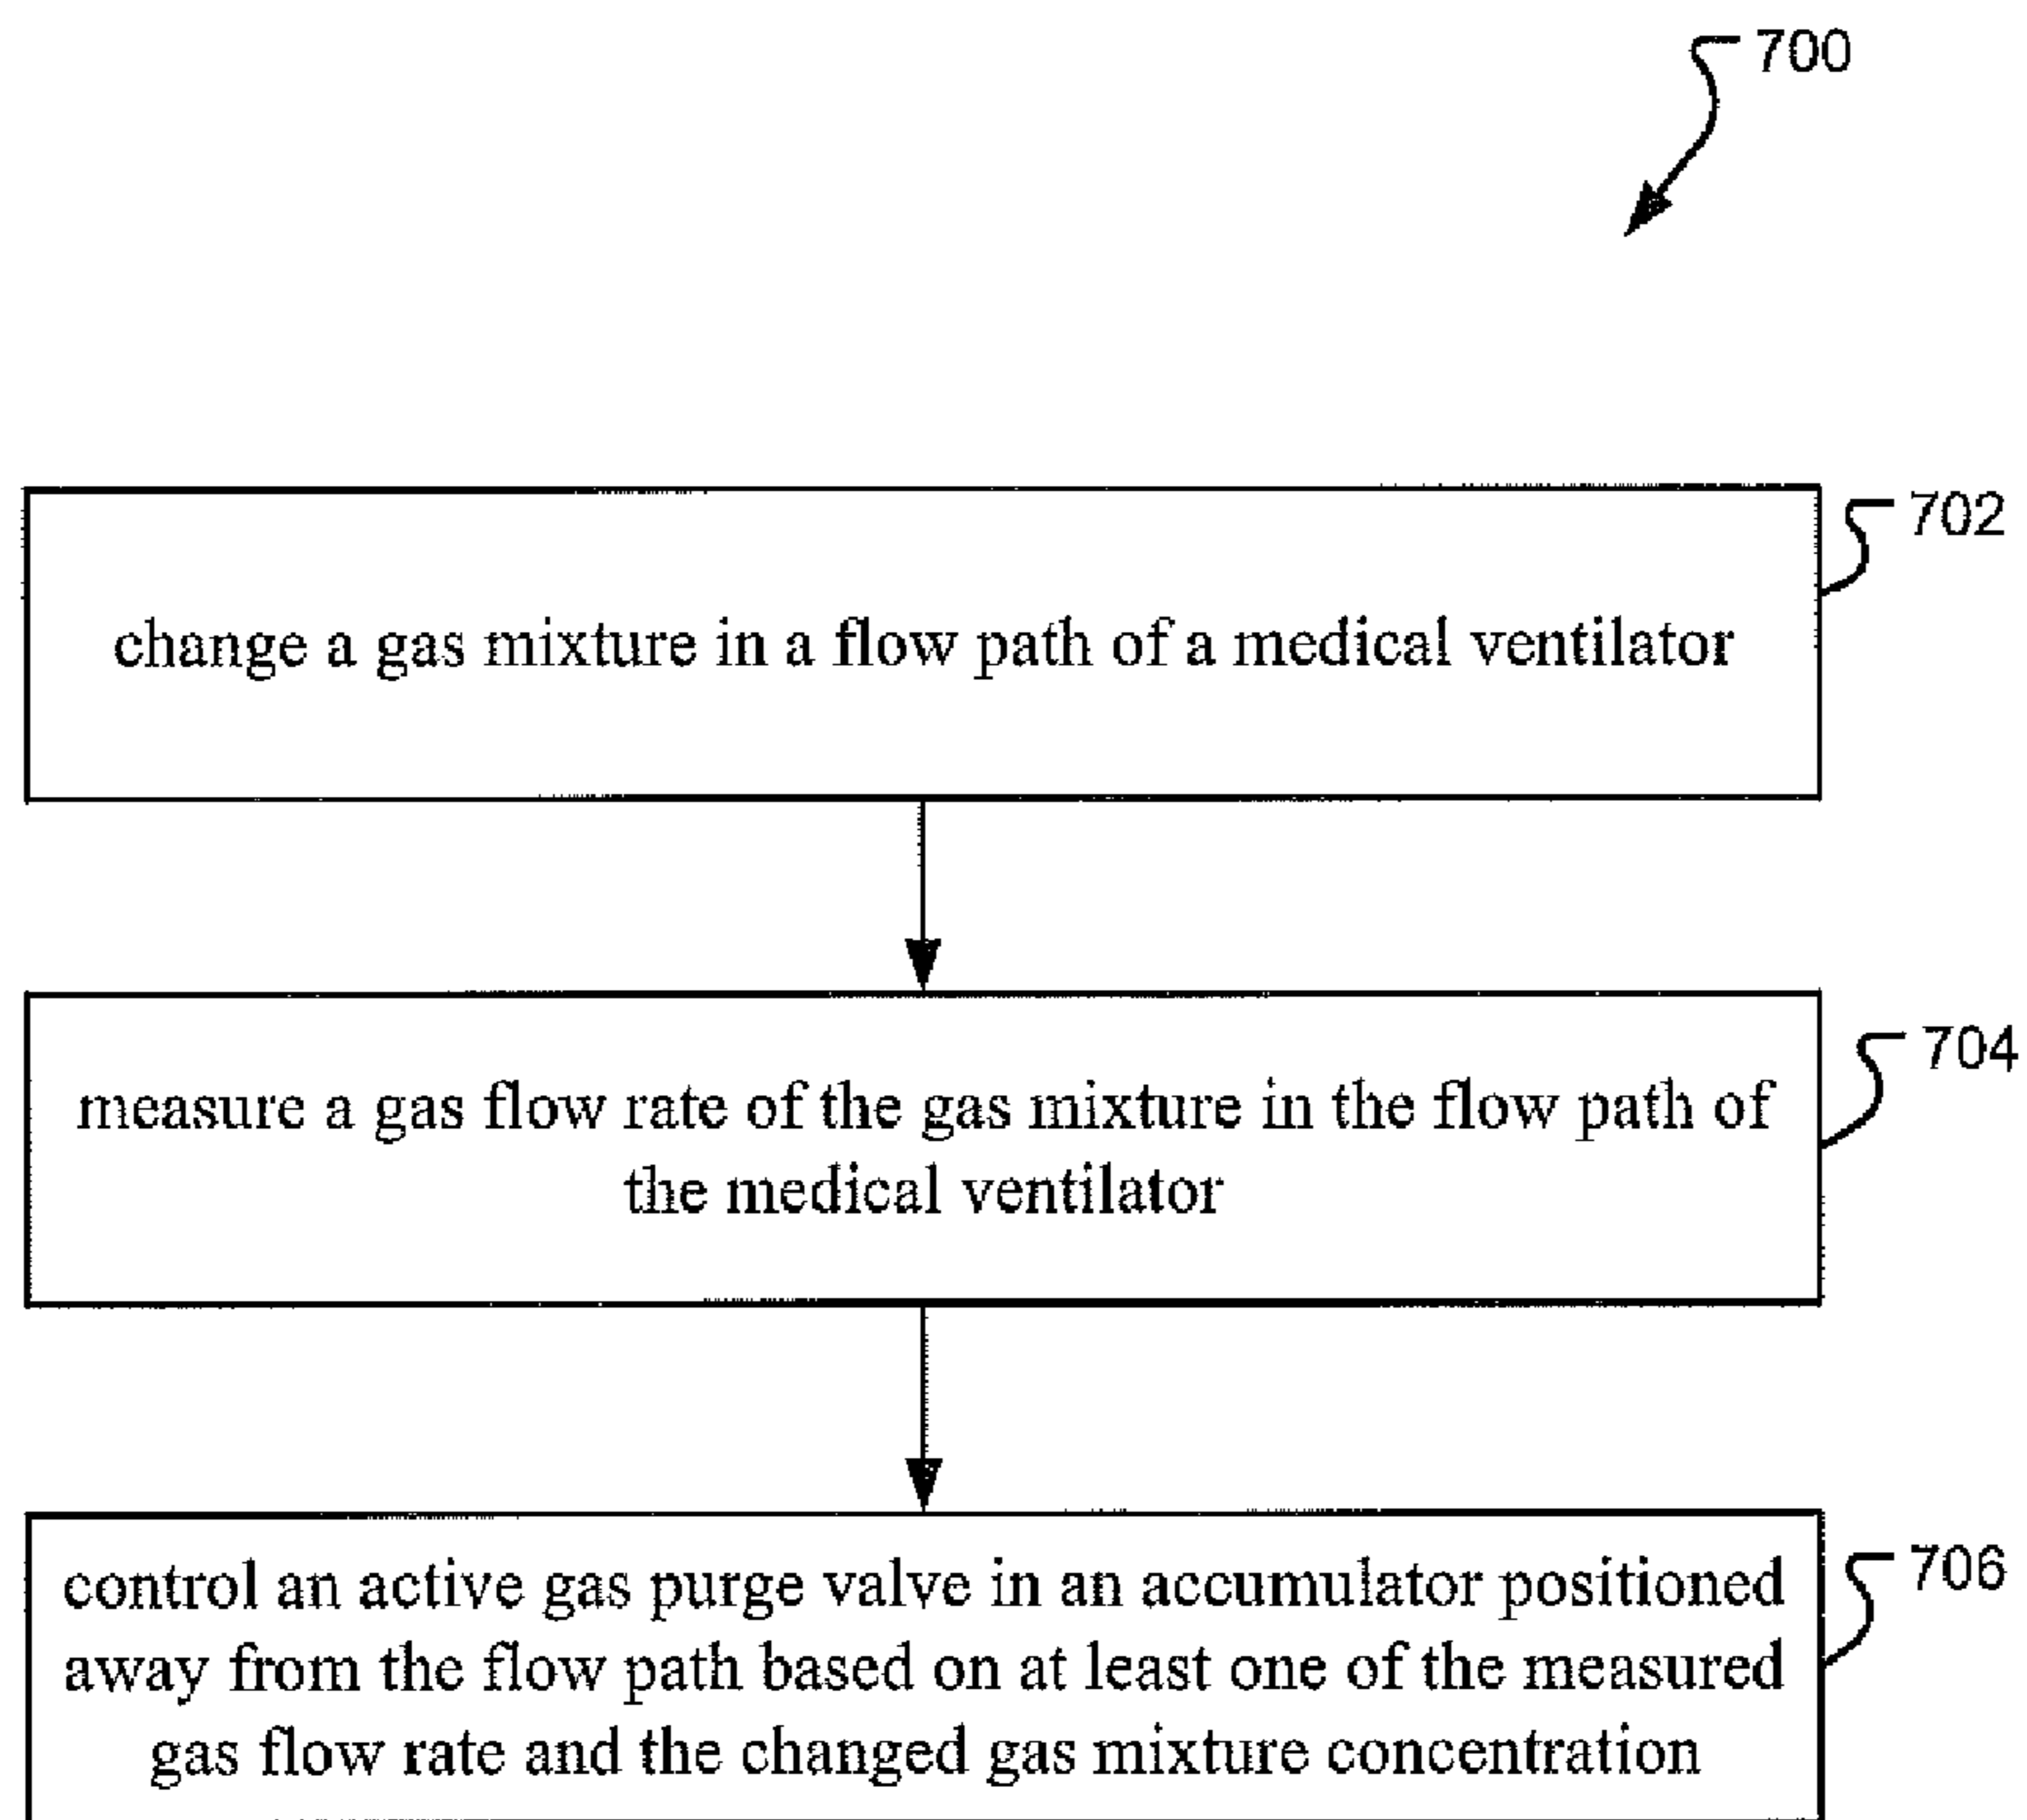 700
702
change a gas mixture in a flow path of a medical ventilator
704
measure a gas flow rate of the gas mixture in the flow path of
the medical ventilator
706
control an active gas purge valve in an accumulator positioned
away from the flow path based on at least one of the measured
gas flow rate and the changed gas mixture concentration